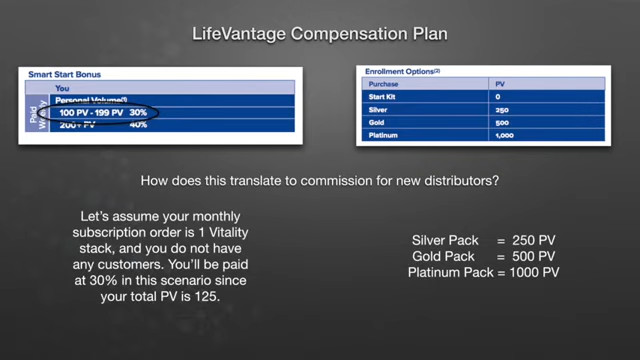 LifeVantage Compensation Plan
Smart Start Bonus
You
Paid Weekly
Personal Volume(1)
100 PV - 199 PV 30%
200+ PV 40%
Enrollment Options(2)
Purchase PV
Start Kit 0
Silver 250
Gold 500
Platinum 1,000
How does this translate to commission for new distributors?
Let’s assume your monthly
subscription order is 1 Vitality
stack, and you do not have
any customers. You’ll be paid
at 30% in this scenario since
your total PV is 125.
Silver Pack = 250 PV
Gold Pack = 500 PV
Platinum Pack = 1000 PV